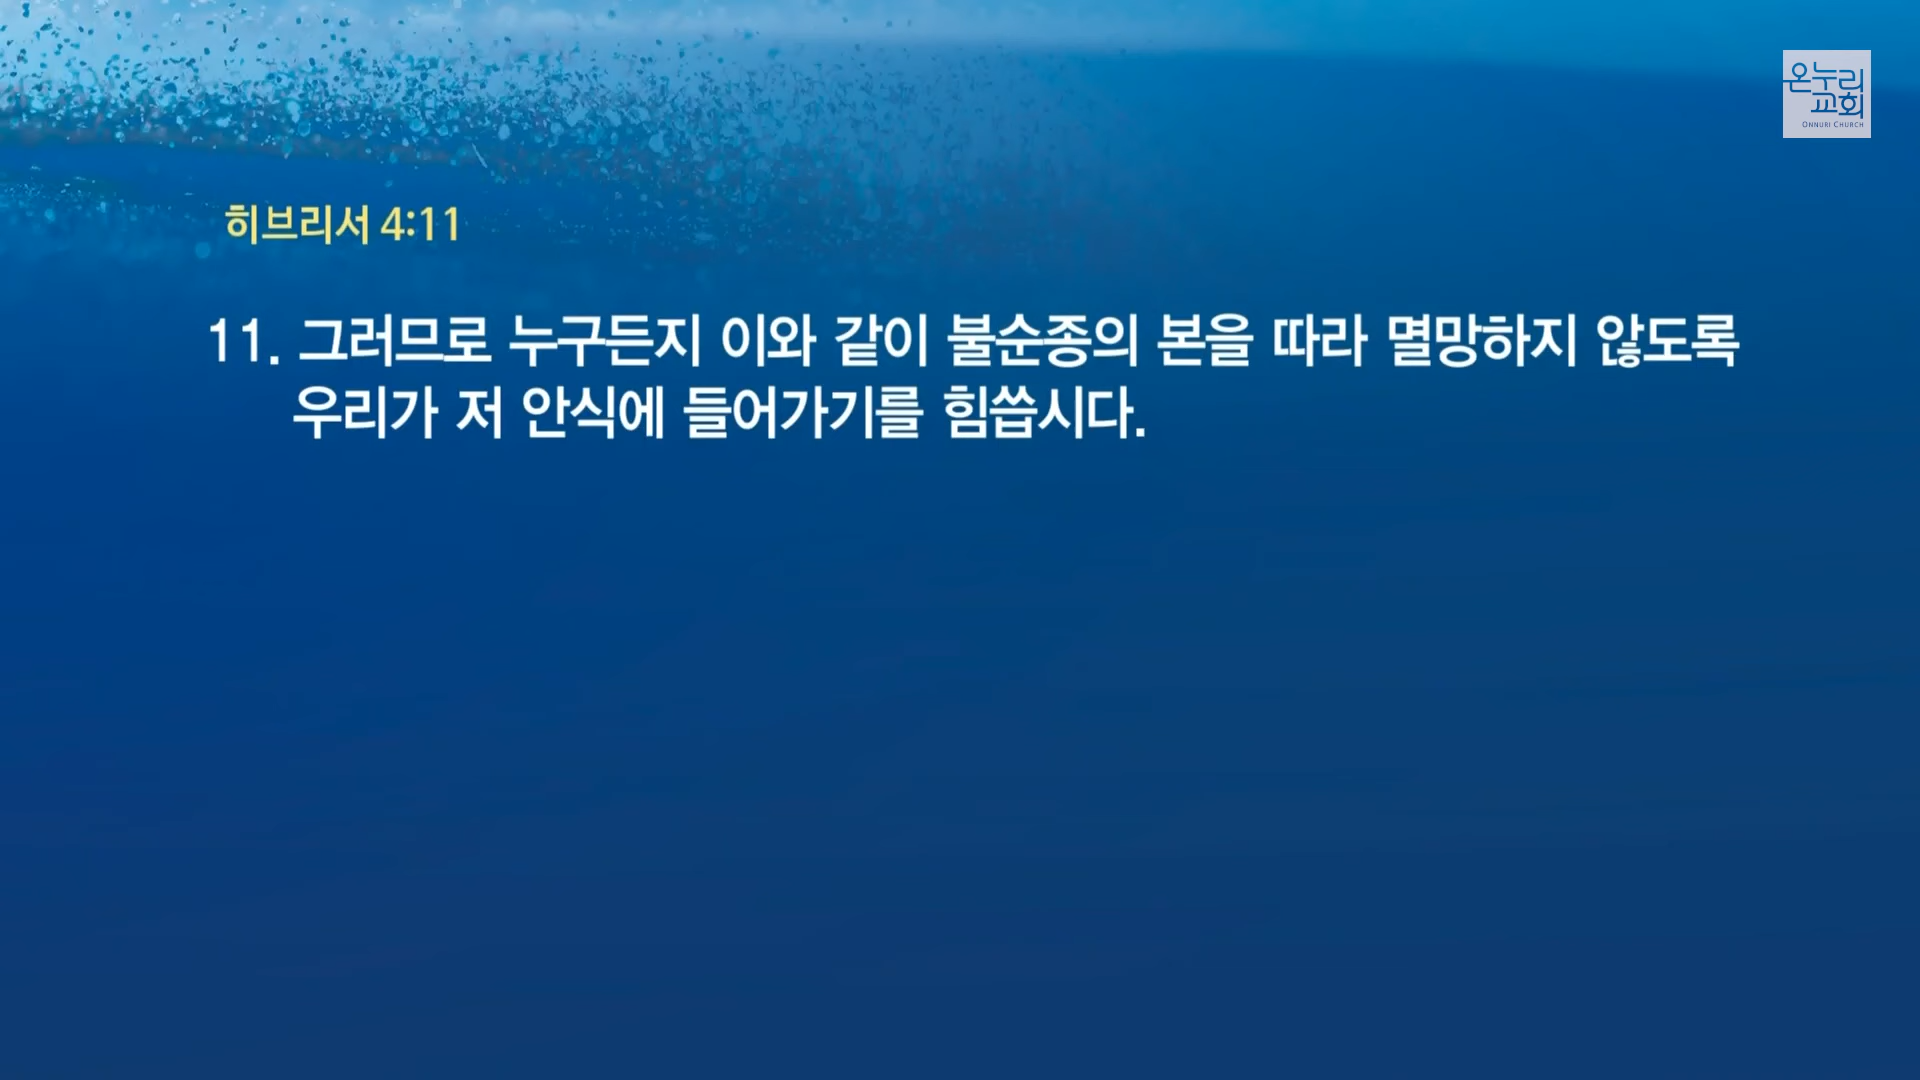 온누리
교회
ONNURI CHURCH
히브리서 4:11
11. 그러므로 누구든지 이와 같이 불순종의 본을 따라 멸망하지 않도록
우리가 저 안식에 들어가기를 힘씁시다.